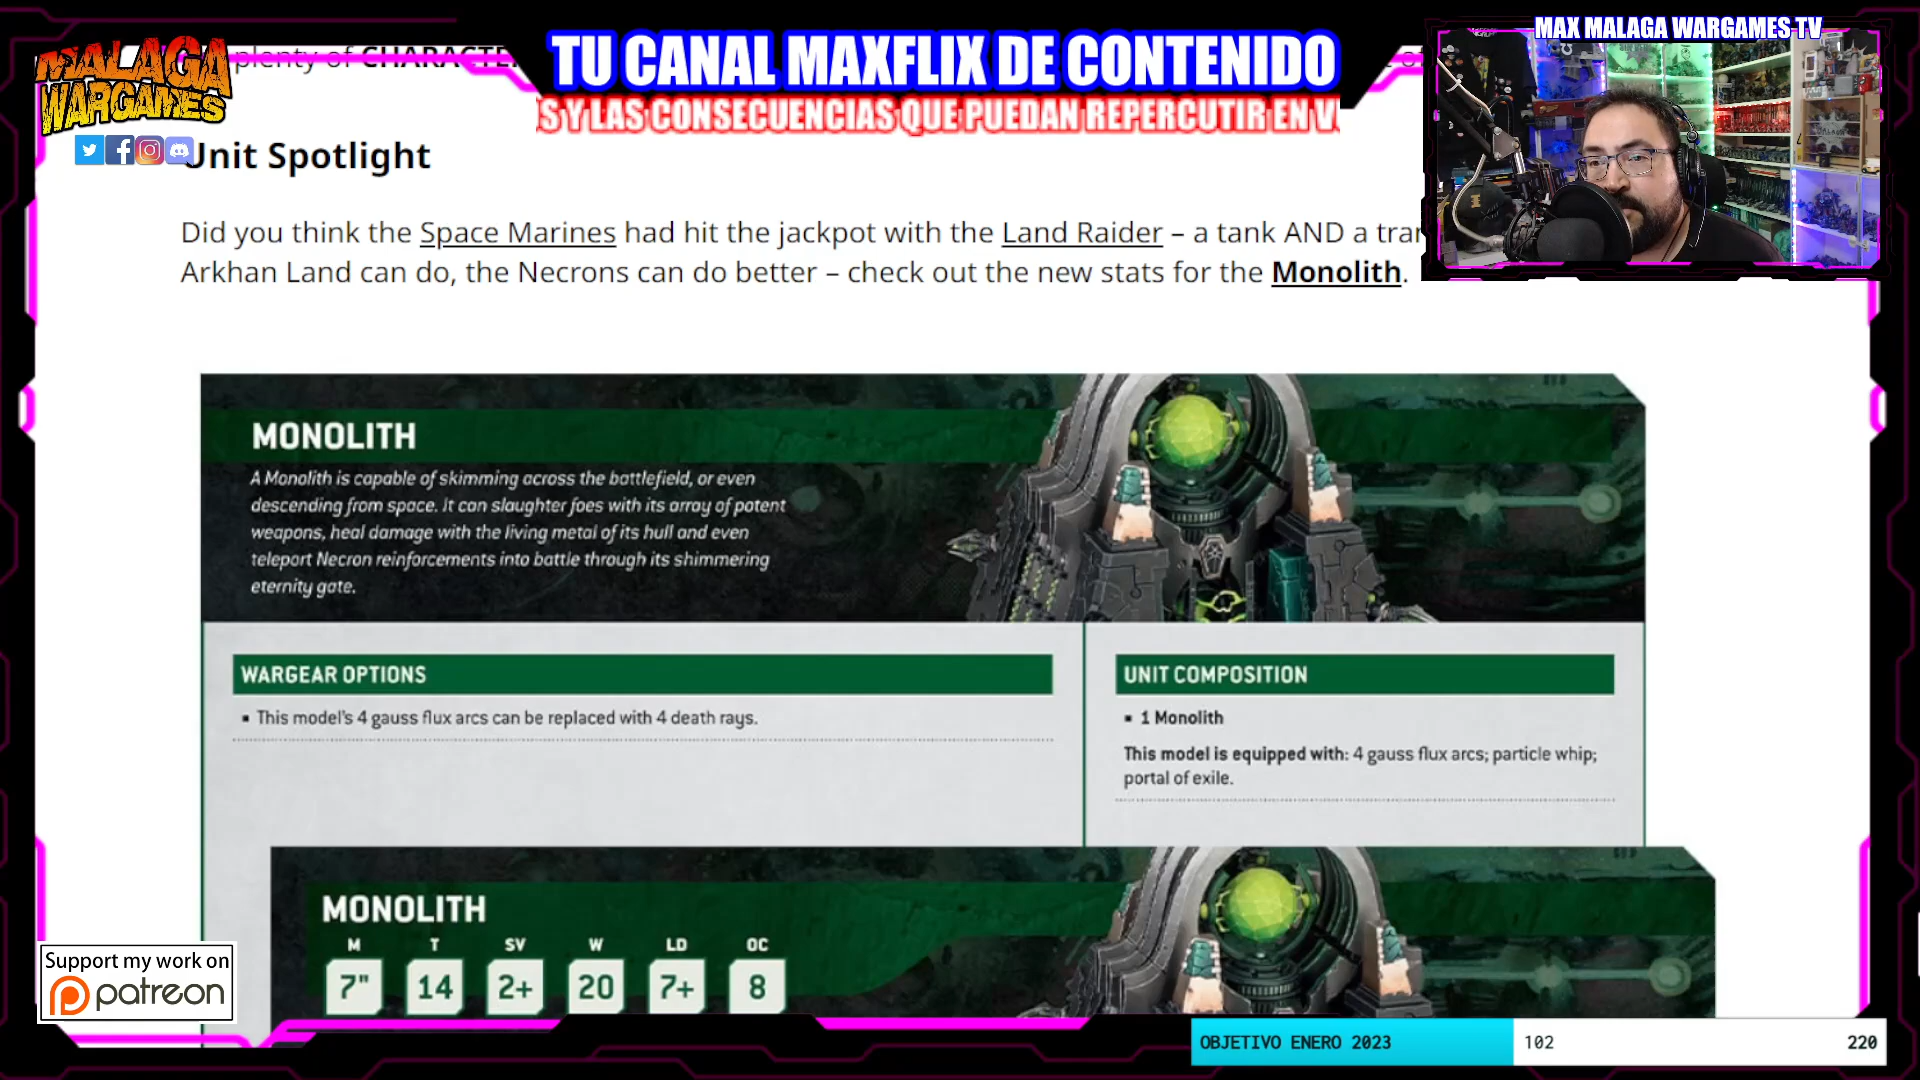 MALAGA
WARGAMES
plenty of CHARACTE
TU CANAL MAXFLIX DE CONTENIDO
S Y LAS CONSECUENCIAS QUE PUEDAN REPERCUTIR EN V
MAX MALAGA WARGAMES TV
Unit Spotlight
Did you think the Space Marines had hit the jackpot with the Land Raider – a tank AND a tran
Arkhan Land can do, the Necrons can do better – check out the new stats for the Monolith.
MONOLITH
A Monolith is capable of skimming across the battlefield, or even
descending from space. It can slaughter foes with its array of potent
weapons, heal damage with the living metal of its hull and even
teleport Necron reinforcements into battle through its shimmering
eternity gate.
WARGEAR OPTIONS
▪ This model's 4 gauss flux arcs can be replaced with 4 death rays.
UNIT COMPOSITION
▪ 1 Monolith
This model is equipped with: 4 gauss flux arcs; particle whip;
portal of exile.
MONOLITH
M T SV W LD OC
7" 14 2+ 20 7+ 8
Support my work on
patreon
OBJETIVO ENERO 2023 102 220